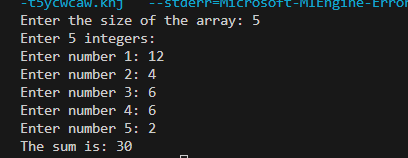 -t5ycwcaw.knj" --stderr=Microsoft-MIEngine-Error
Enter the size of the array: 5
Enter 5 integers:
Enter number 1: 12
Enter number 2: 4
Enter number 3: 6
Enter number 4: 6
Enter number 5: 2
The sum is: 30